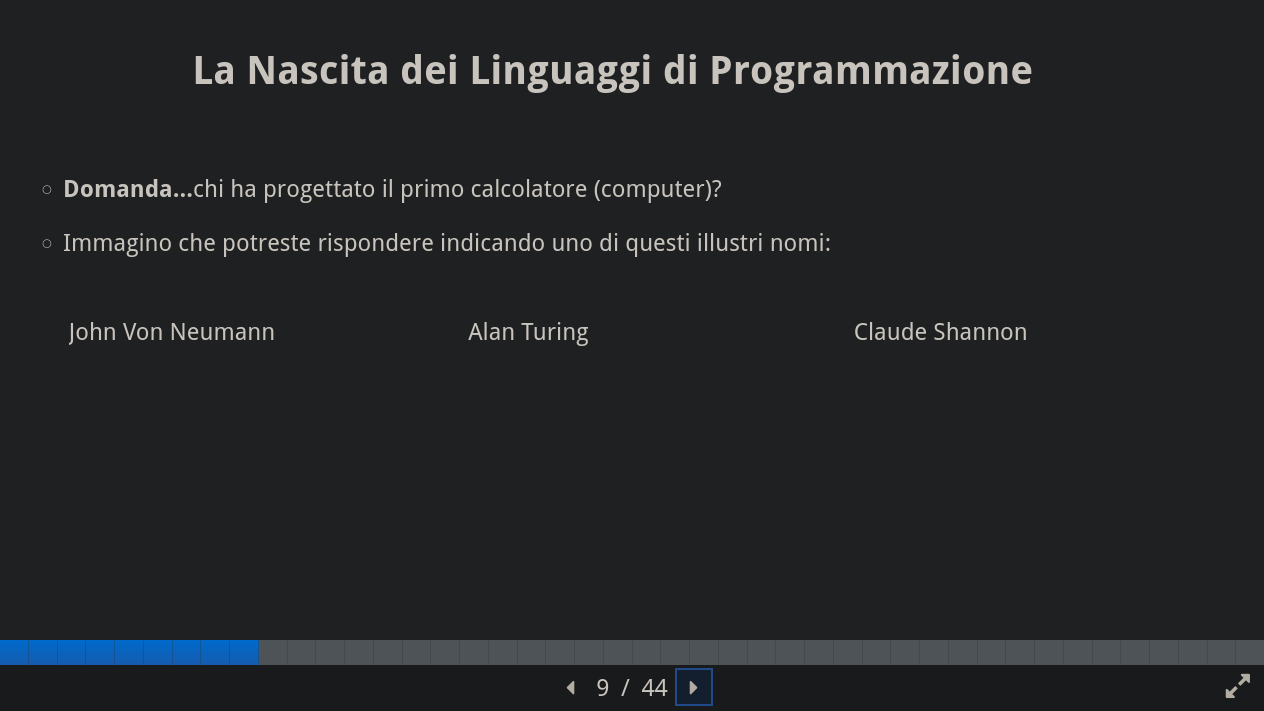 La Nascita dei Linguaggi di Programmazione
Domanda...chi ha progettato il primo calcolatore (computer)?
Immagino che potreste rispondere indicando uno di questi illustri nomi:
John Von Neumann Alan Turing Claude Shannon
9 / 44